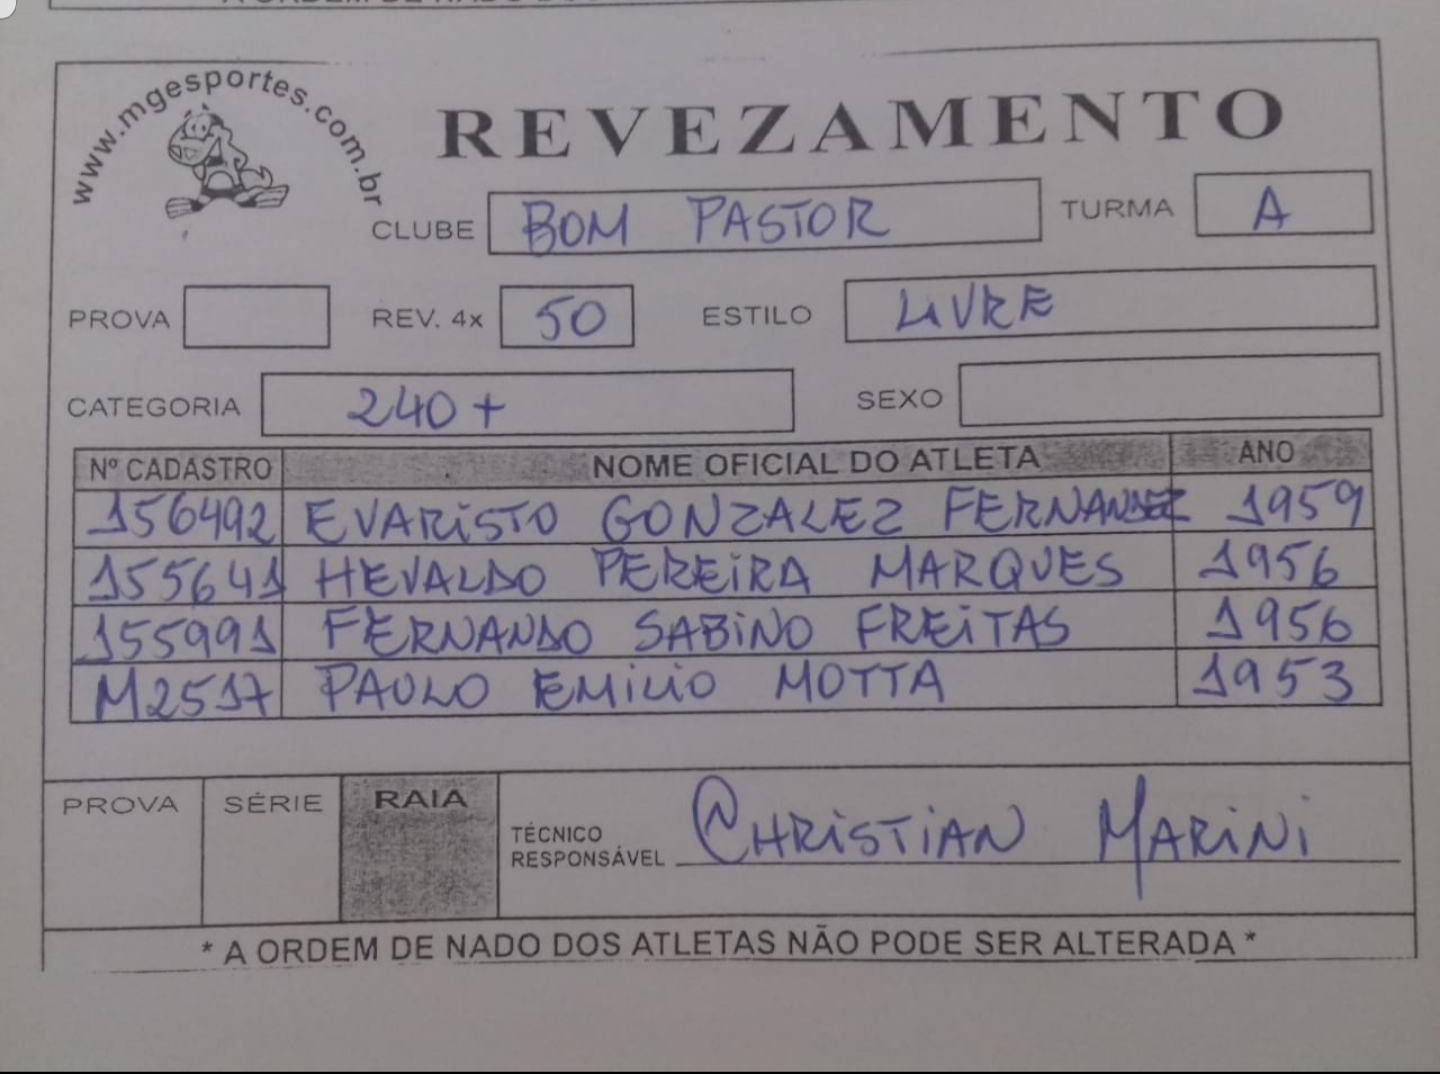 www.mgesportes.com.br
REVEZAMENTO
CLUBE BOM PASTOR TURMA A
PROVA REV. 4x 50 ESTILO LIVRE
CATEGORIA 240+ SEXO
Nº CADASTRO NOME OFICIAL DO ATLETA ANO
156492 EVARISTO GONZALEZ FERNANDEZ 1959
155641 HEVALDO PEREIRA MARQUES 1956
155991 FERNANDO SABINO FREITAS 1956
M2517 PAULO EMILIO MOTTA 1953
PROVA SÉRIE RAIA
TÉCNICO
RESPONSÁVEL CHRISTIAN MARINI
* A ORDEM DE NADO DOS ATLETAS NÃO PODE SER ALTERADA *